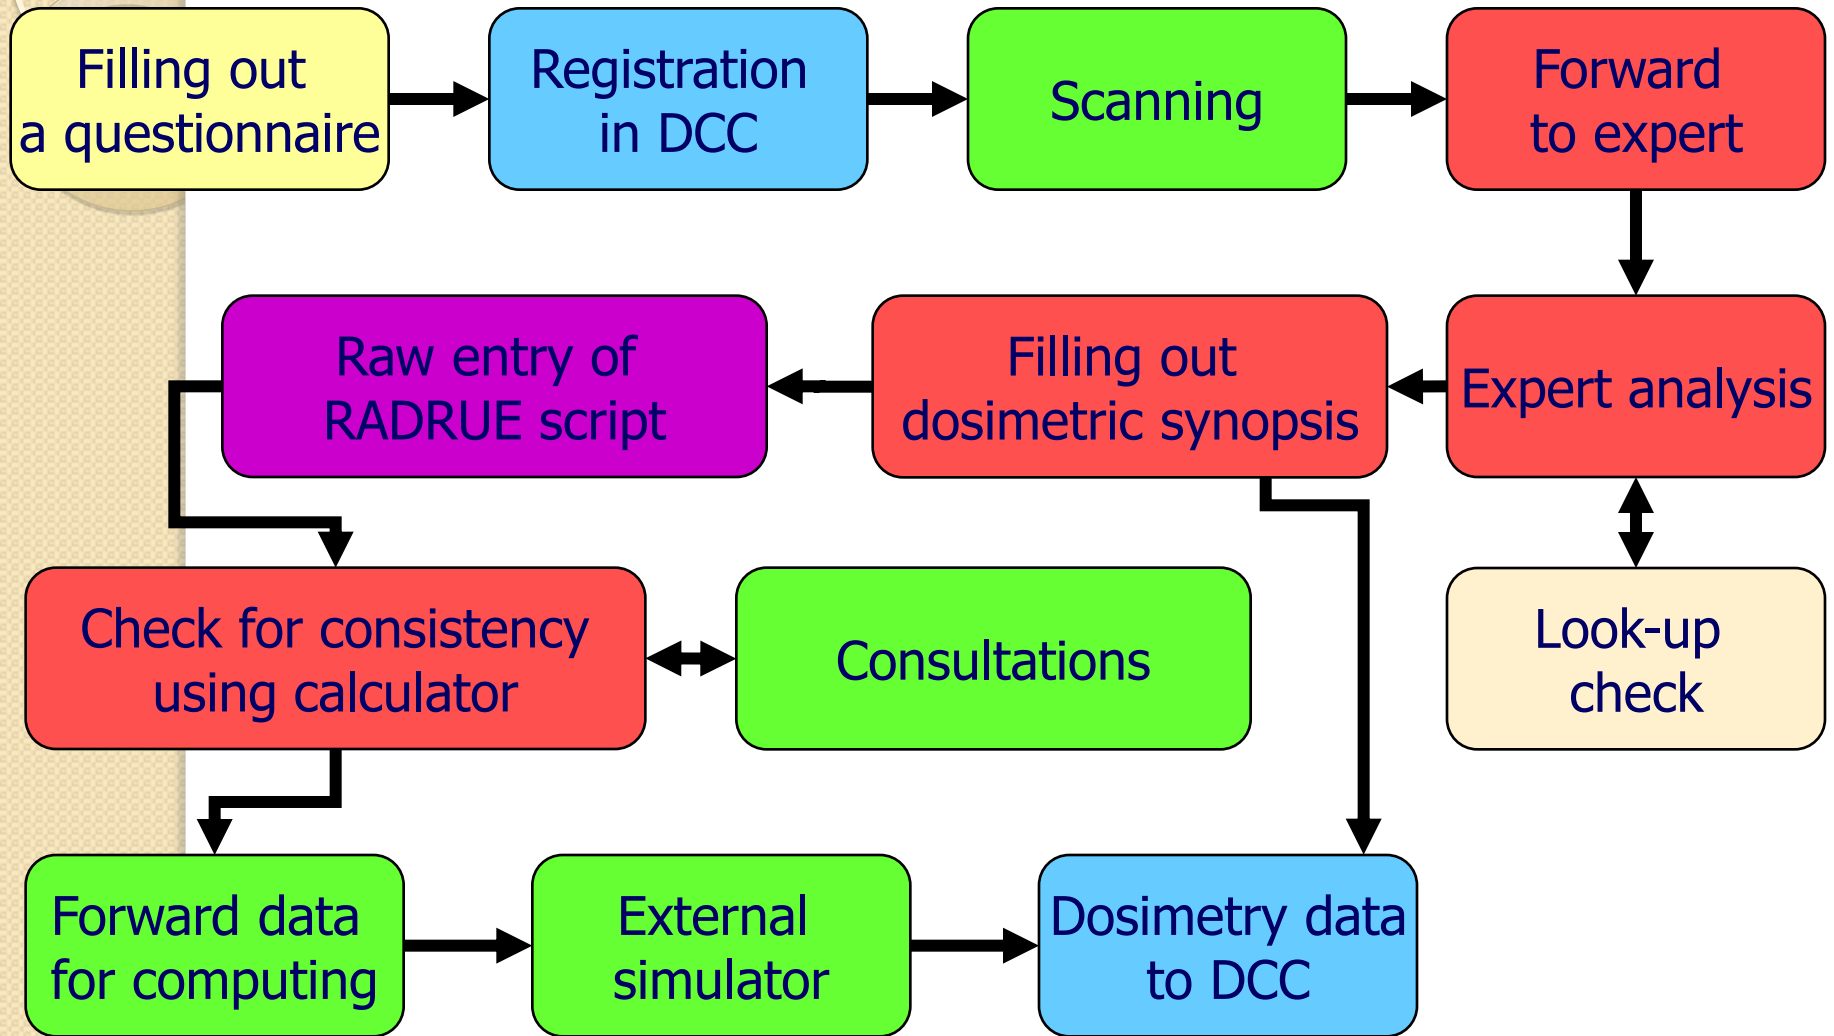 Filling out
a questionnaire
Registration
in DCC
Scanning
Forward
to expert
Raw entry of
RADRUE script
Filling out
dosimetric synopsis
Expert analysis
Check for consistency
using calculator
Consultations
Look-up
check
Forward data
for computing
External
simulator
Dosimetry data
to DCC